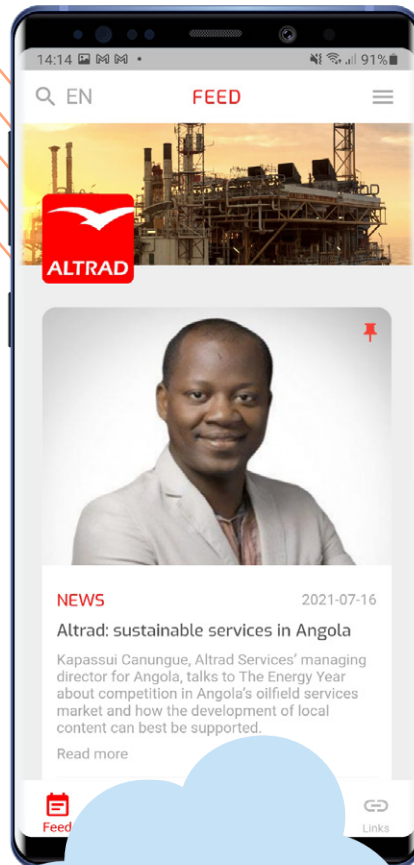 14:14 91%
EN FEED
ALTRAD
NEWS 2021-07-16
Altrad: sustainable services in Angola
Kapassui Canungue, Altrad Services' managing
director for Angola, talks to The Energy Year
about competition in Angola's oilfield services
market and how the development of local
content can best be supported.
Read more
Feed Links